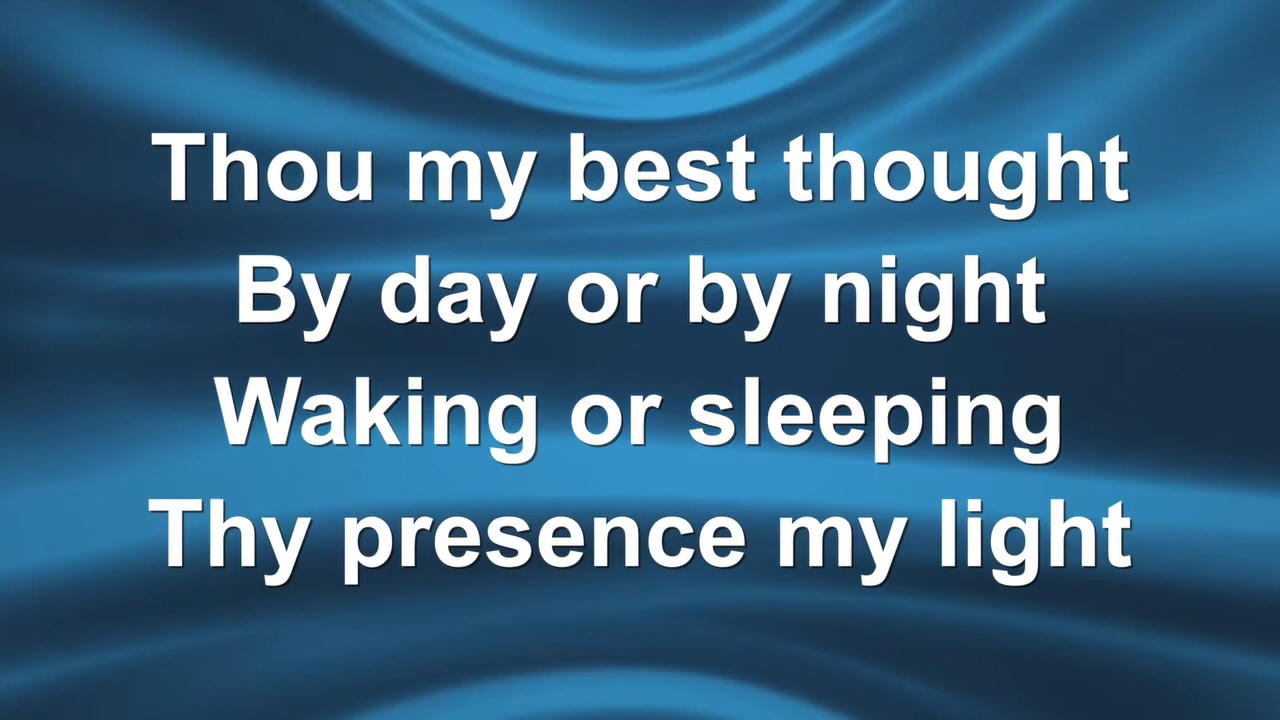 Thou my best thought
By day or by night
Waking or sleeping
Thy presence my light